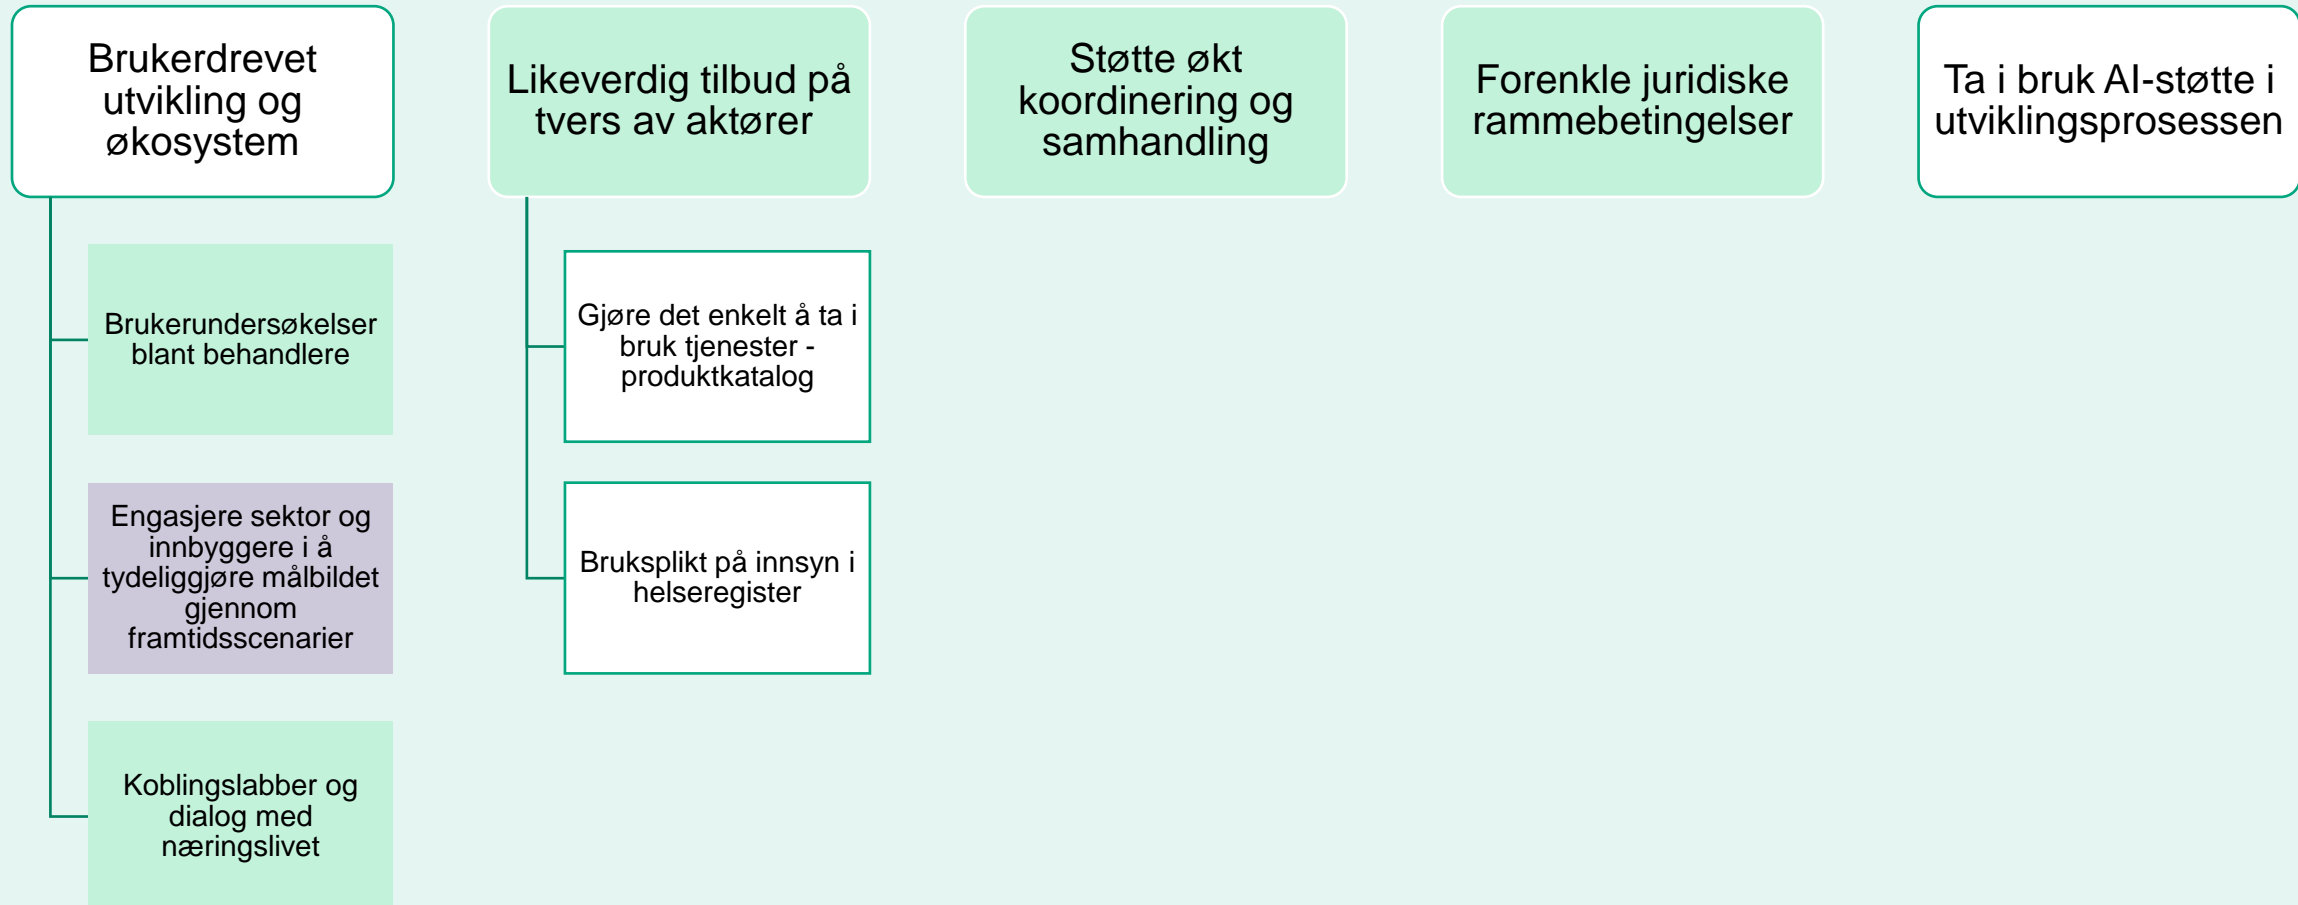 Brukerdrevet
utvikling og
økosystem
Brukerundersøkelser
blant behandlere
Engasjere sektor og
innbyggere i å
tydeliggjøre målbildet
gjennom
framtidsscenarier
Koblingslabber og
dialog med
næringslivet
Likeverdig tilbud på
tvers av aktører
Gjøre det enkelt å ta i
bruk tjenester -
produktkatalog
Bruksplikt på innsyn i
helseregister
Støtte økt
koordinering og
samhandling
Forenkle juridiske
rammebetingelser
Ta i bruk AI-støtte i
utviklingsprosessen